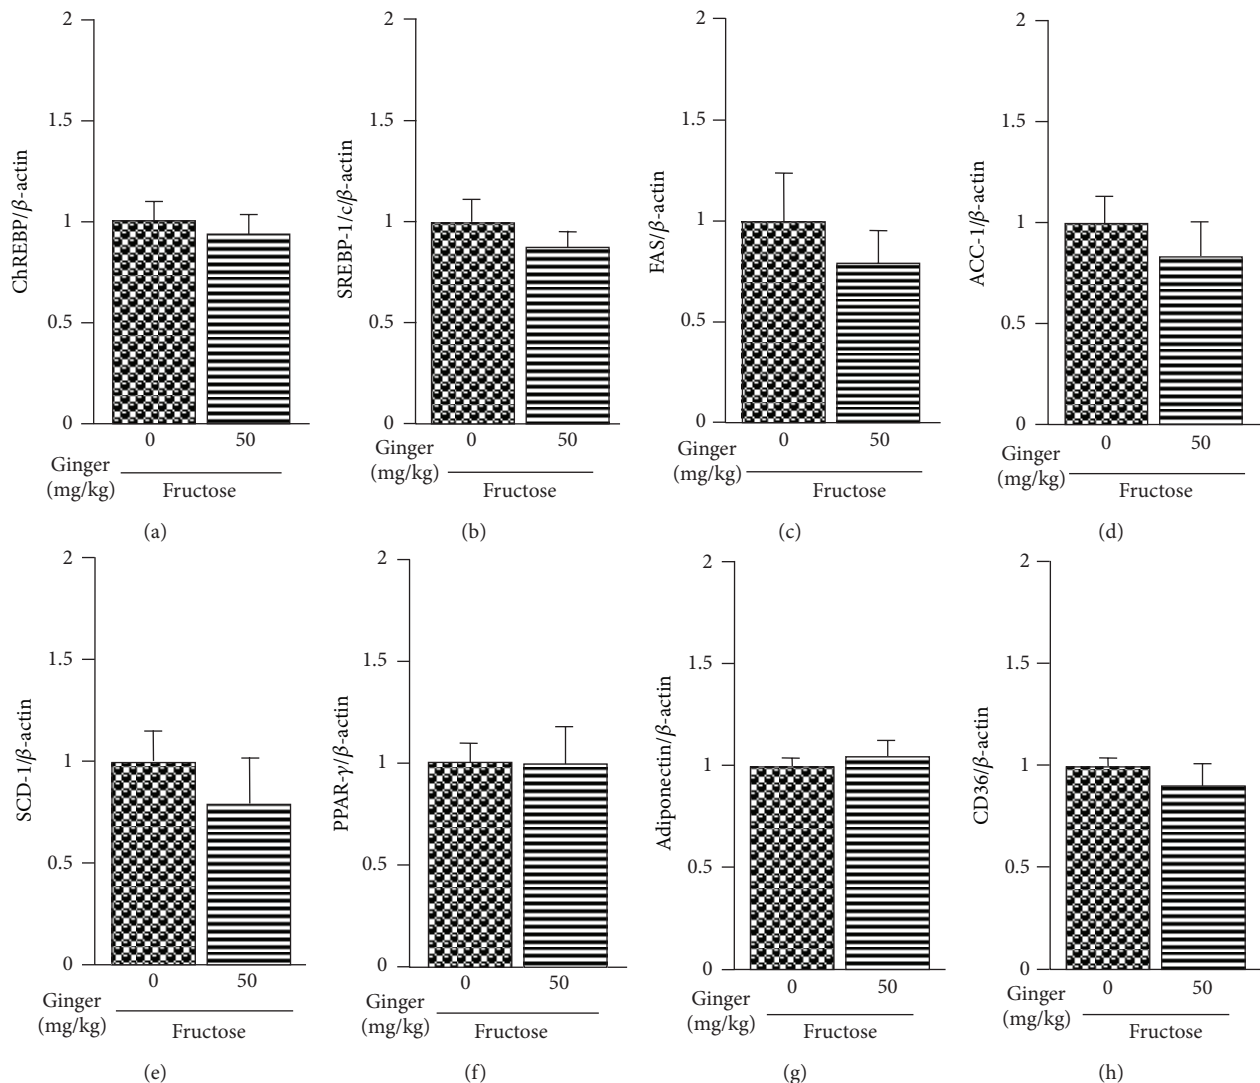 ChREBP/β-actin
2
1.5
1
0.5
0
0
50
Ginger
(mg/kg)
Fructose
(a)
SREBP-1/c/β-actin
2
1.5
1
0.5
0
0
50
Ginger
(mg/kg)
Fructose
(b)
FAS/β-actin
2
1.5
1
0.5
0
0
50
Ginger
(mg/kg)
Fructose
(c)
ACC-1/β-actin
2
1.5
1
0.5
0
0
50
Ginger
(mg/kg)
Fructose
(d)
SCD-1/β-actin
2
1.5
1
0.5
0
0
50
Ginger
(mg/kg)
Fructose
(e)
PPAR-γ/β-actin
2
1.5
1
0.5
0
0
50
Ginger
(mg/kg)
Fructose
(f)
Adiponectin/β-actin
2
1.5
1
0.5
0
0
50
Ginger
(mg/kg)
Fructose
(g)
CD36/β-actin
2
1.5
1
0.5
0
0
50
Ginger
(mg/kg)
Fructose
(h)